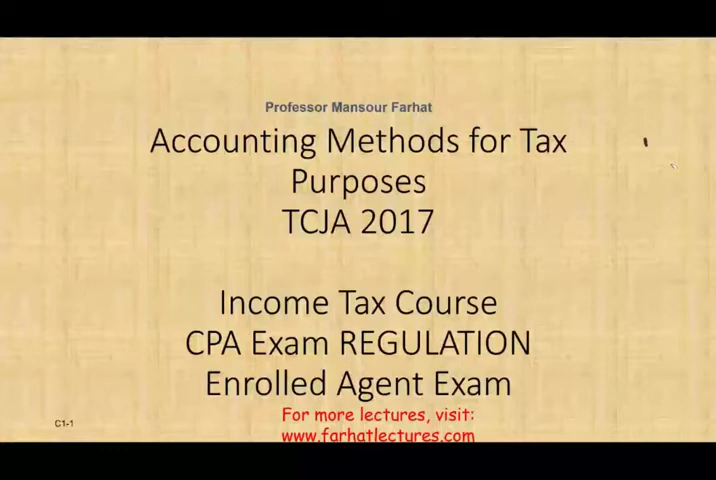 Professor Mansour Farhat
Accounting Methods for Tax
Purposes
TCJA 2017
Income Tax Course
CPA Exam REGULATION
Enrolled Agent Exam
For more lectures, visit:
www.farhatlectures.com
C1-1